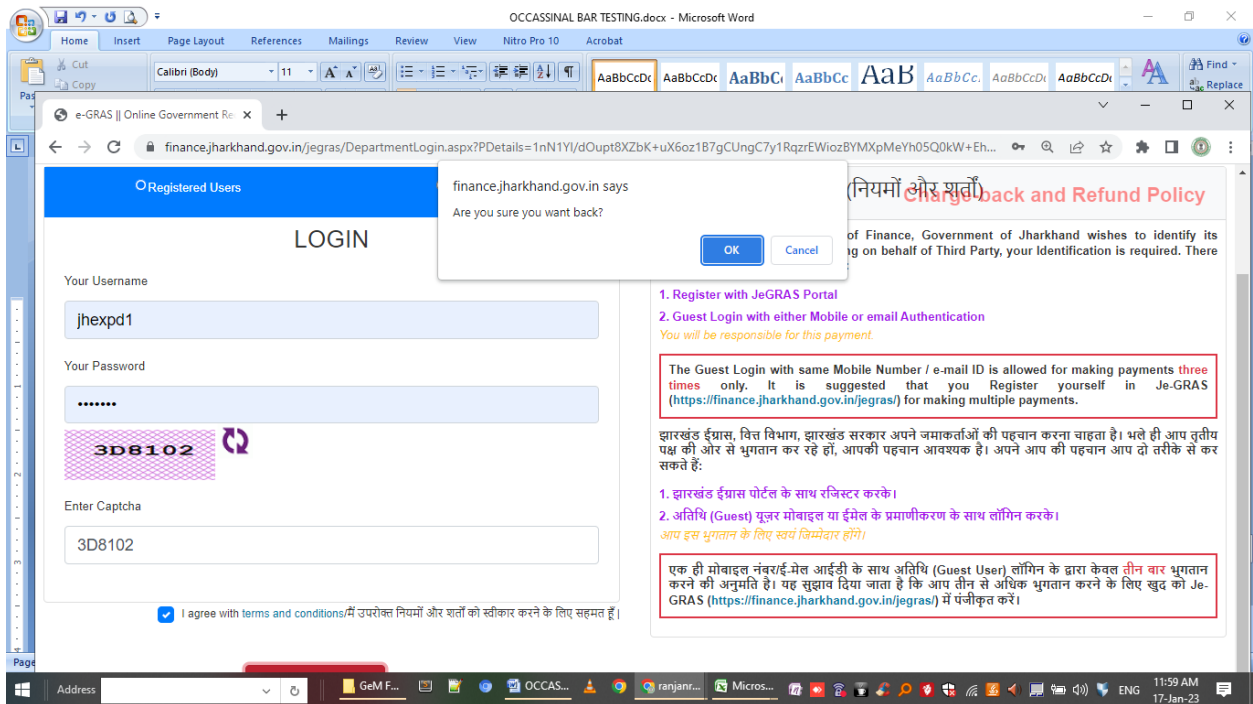 OCCASSINAL BAR TESTING.docx - Microsoft Word
Home Insert Page Layout References Mailings Review View Nitro Pro 10 Acrobat
Cut
Copy
Calibri (Body) 11
AaBbCcDc AaBbCcDc AaBbC AaBbCc AaB AaBbCc. AaBbCcDc AaBbCcDc
Find
Replace
e-GRAS || Online Government Re
finance.jharkhand.gov.in/jegras/DepartmentLogin.aspx?PDetails=1nN1YI/dOupt8XZbK+uX6oz1B7gCUngC7y1RqzrEWiozBYMXpMeYh05Q0kW+Eh...
Registered Users
LOGIN
Your Username
jhexpd1
Your Password
•••••••
3D8102
Enter Captcha
3D8102
I agree with terms and conditions/मैं उपरोक्त नियमों और शर्तों को स्वीकार करने के लिए सहमत हूँ|
finance.jharkhand.gov.in says
Are you sure you want back?
OK Cancel
(नियमों और शर्तों)
Charge back and Refund Policy
of Finance, Government of Jharkhand wishes to identify its
on behalf of Third Party, your Identification is required. There
1. Register with JeGRAS Portal
2. Guest Login with either Mobile or email Authentication
You will be responsible for this payment.
The Guest Login with same Mobile Number / e-mail ID is allowed for making payments three
times only. It is suggested that you Register yourself in Je-GRAS
(https://finance.jharkhand.gov.in/jegras/) for making multiple payments.
झारखंड ईग्रास, वित्त विभाग, झारखंड सरकार अपने जमाकर्ताओं की पहचान करना चाहता है। भले ही आप तृतीय
पक्ष की ओर से भुगतान कर रहे हों, आपकी पहचान आवश्यक है। अपने आप की पहचान आप दो तरीके से कर
सकते हैं:
1. झारखंड ईग्रास पोर्टल के साथ रजिस्टर करके।
2. अतिथि (Guest) यूज़र मोबाइल या ईमेल के प्रमाणीकरण के साथ लॉगिन करके।
आप इस भुगतान के लिए स्वयं जिम्मेदार होंगे।
एक ही मोबाइल नंबर/ई-मेल आईडी के साथ अतिथि (Guest User) लॉगिन के द्वारा केवल तीन बार भुगतान
करने की अनुमति है। यह सुझाव दिया जाता है कि आप तीन से अधिक भुगतान करने के लिए खुद को Je-
GRAS (https://finance.jharkhand.gov.in/jegras/) में पंजीकृत करें।
Page
Address
GeM F... OCCAS... ranjanr... Micros...
ENG
11:59 AM
17-Jan-23